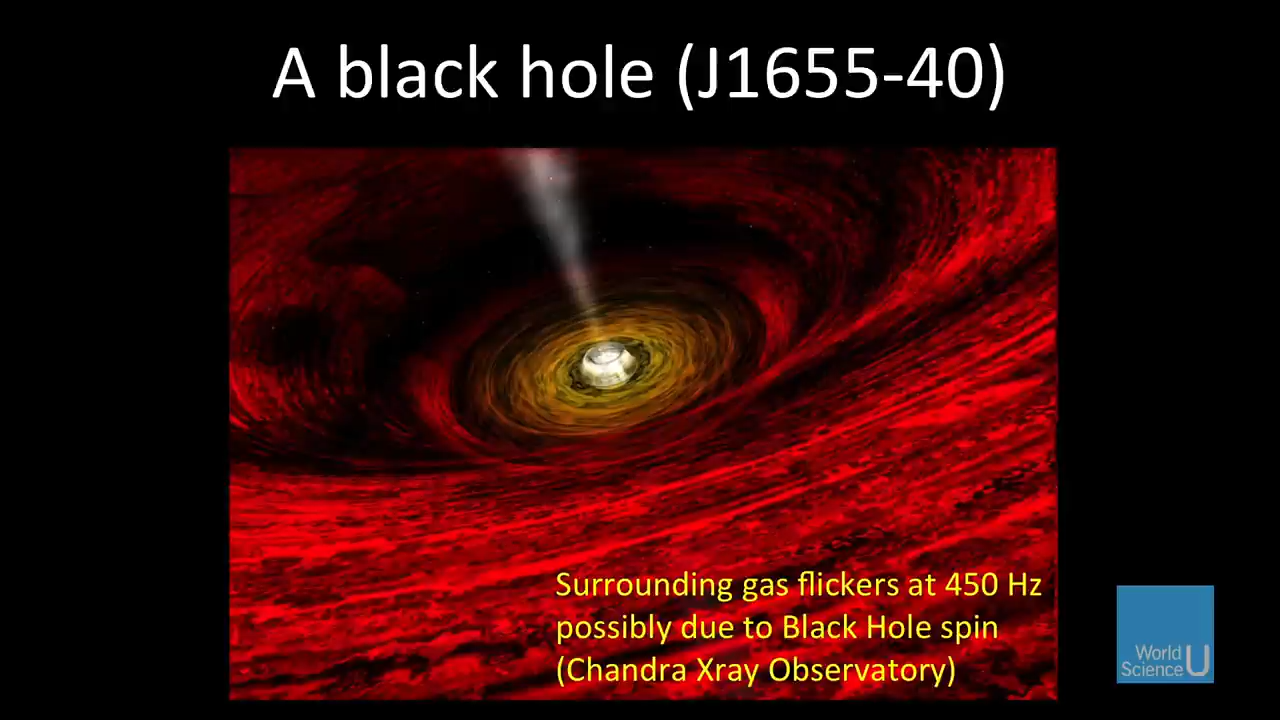 A black hole (J1655-40)
Surrounding gas flickers at 450 Hz
possibly due to Black Hole spin
(Chandra Xray Observatory)
World
Science U